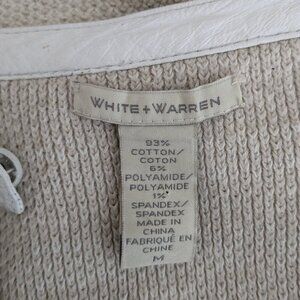 WHITE + WARREN
93%
COTTON/
COTON
6%
POLYAMIDE/
POLYAMIDE
1%
SPANDEX/
SPANDEX
MADE IN
CHINA
FABRIQUÉ EN
CHINE
M